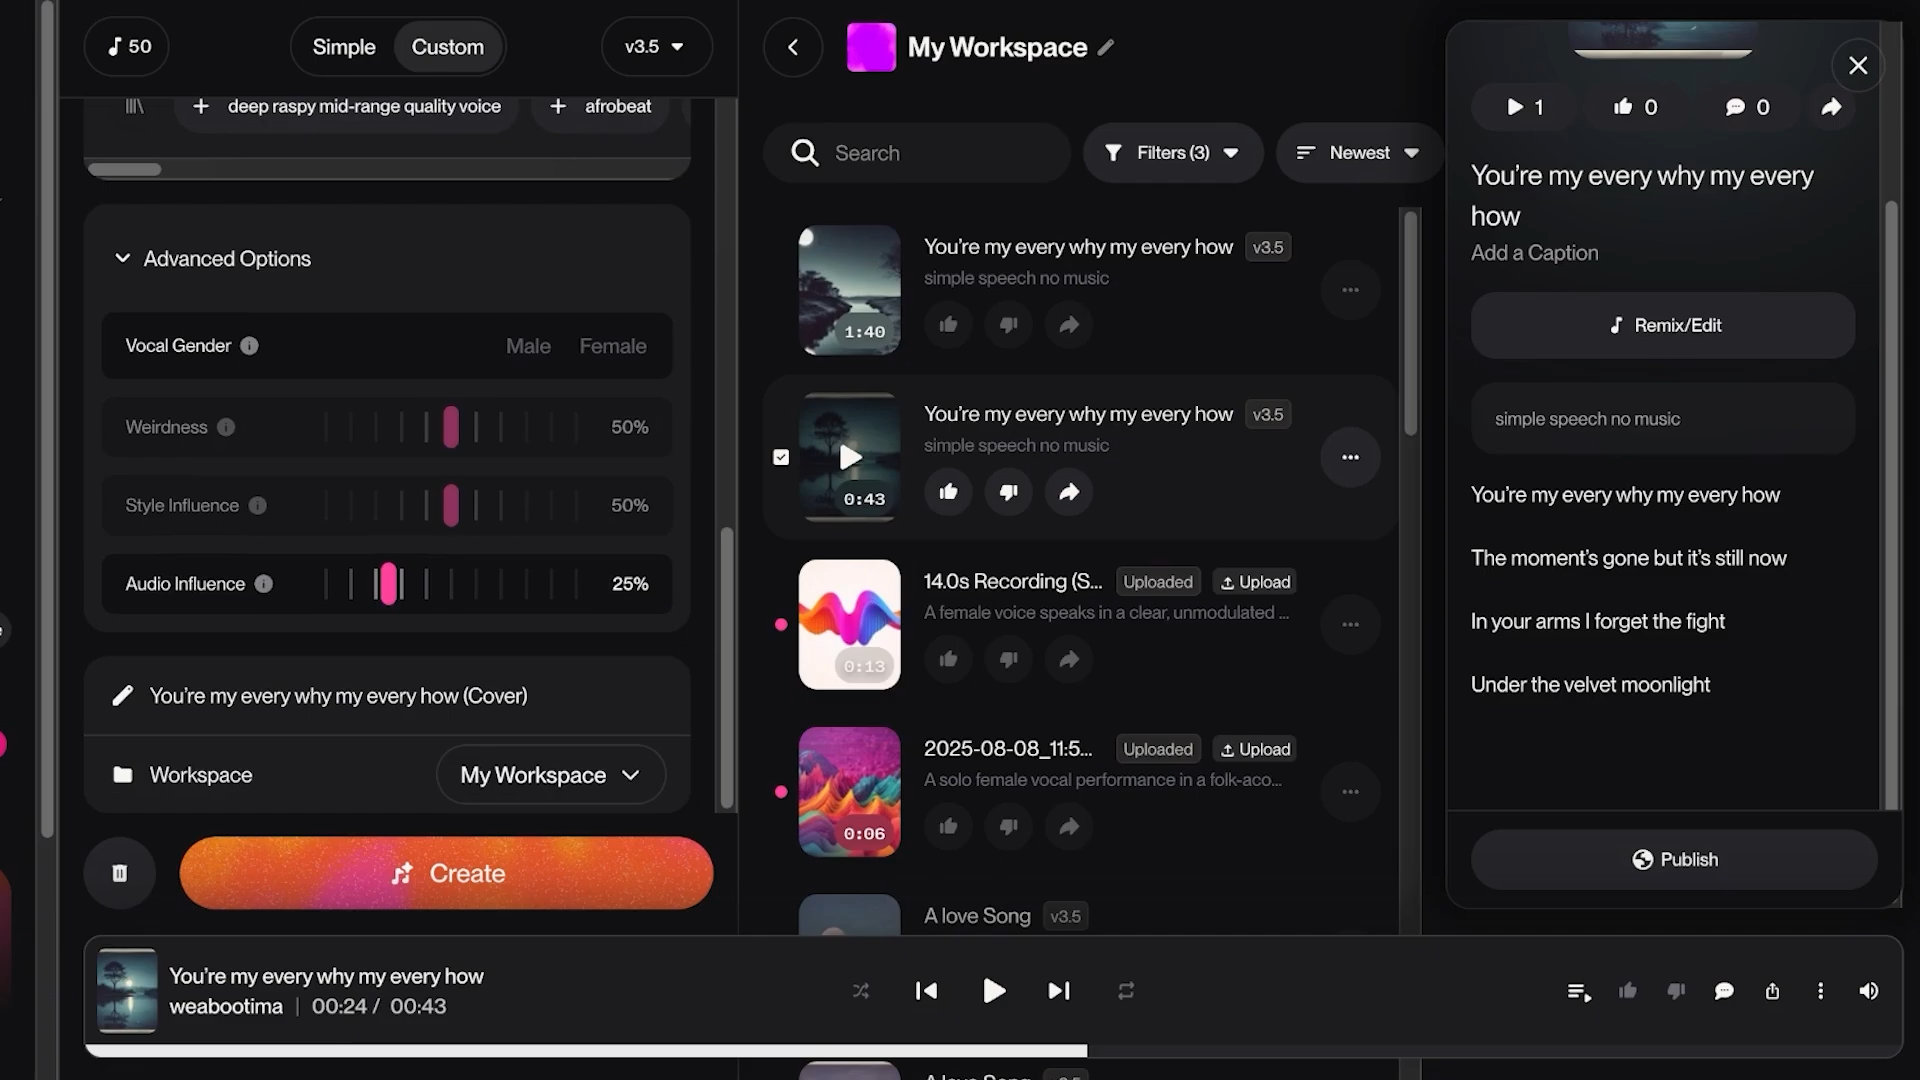 50
Simple
Custom
v3.5
deep raspy mid-range quality voice
afrobeat
Advanced Options
Vocal Gender
Male
Female
Weirdness
50%
Style Influence
50%
Audio Influence
25%
You're my every why my every how (Cover)
Workspace
My Workspace
Create
My Workspace
Search
Filters (3)
Newest
You're my every why my every how v3.5
simple speech no music
1:40
You're my every why my every how v3.5
simple speech no music
0:43
14.0s Recording (S... Uploaded Upload
A female voice speaks in a clear, unmodulated ...
0:13
2025-08-08_11:5... Uploaded Upload
A solo female vocal performance in a folk-aco...
0:06
A love Song v3.5
1
0
0
You're my every why my every
how
Add a Caption
Remix/Edit
simple speech no music
You're my every why my every how
The moment's gone but it's still now
In your arms I forget the fight
Under the velvet moonlight
Publish
You're my every why my every how
weabootima | 00:24 / 00:43